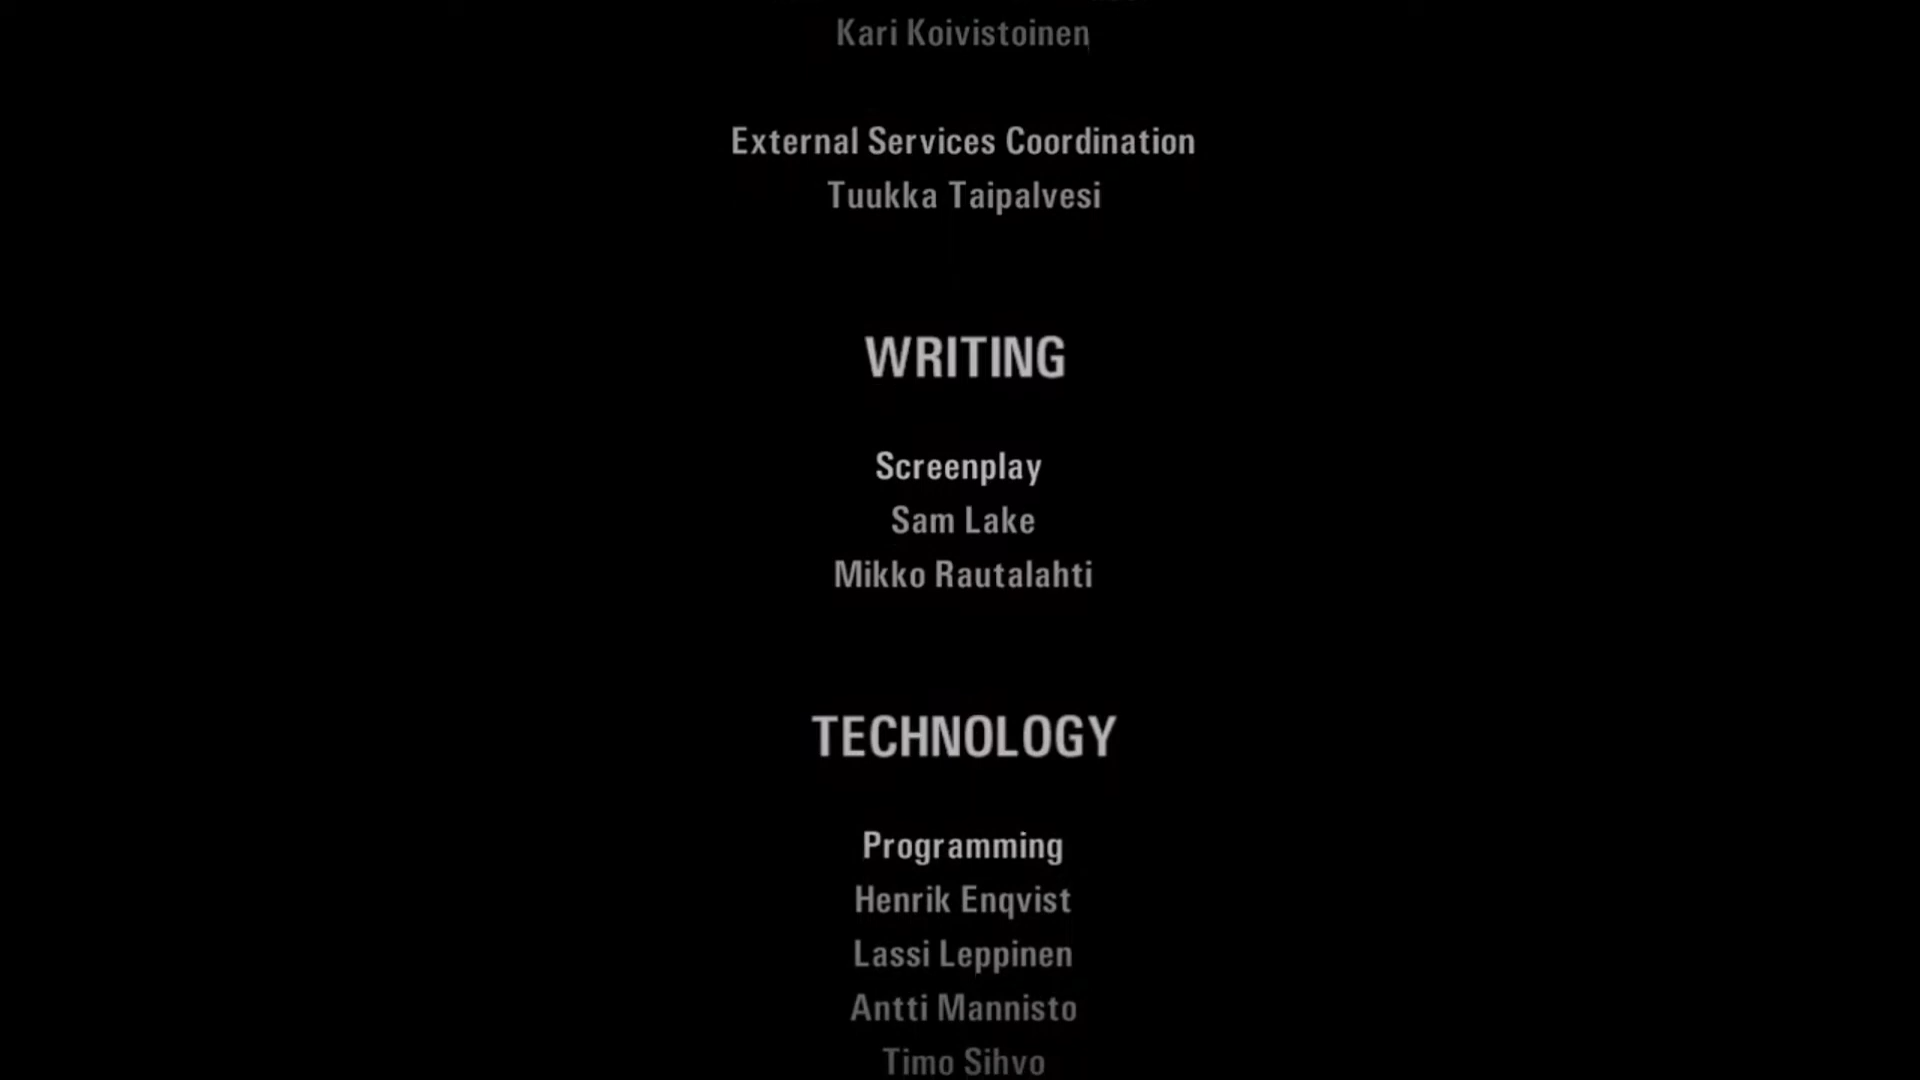 Kari Koivistoinen
External Services Coordination
Tuukka Taipalvesi
WRITING
Screenplay
Sam Lake
Mikko Rautalahti
TECHNOLOGY
Programming
Henrik Enqvist
Lassi Leppinen
Antti Mannisto
Timo Sihvo